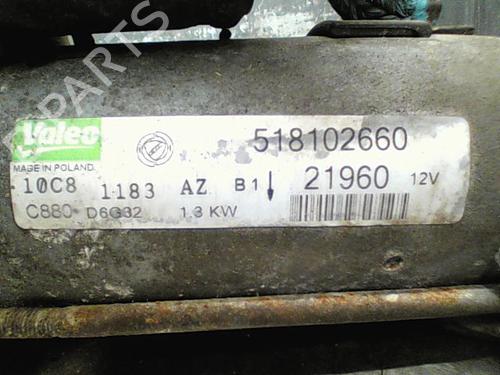 Valeo
518102660
MADE IN POLAND
10C8 1183 AZ B1 21960 12V
C880 D6G32 1.3 KW
PARTS